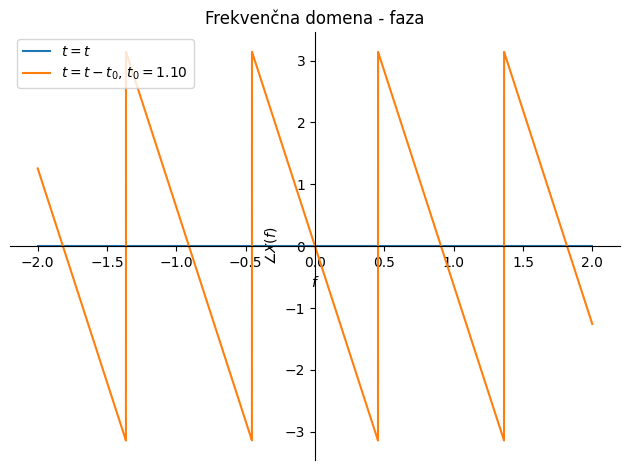 Frekvenčna domena - faza
t = t
t = t − t₀, t₀ = 1.10
3
2
1
0
−1
−2
−3
∠X(f)
−2.0 −1.5 −1.0 −0.5 0.0 0.5 1.0 1.5 2.0
f